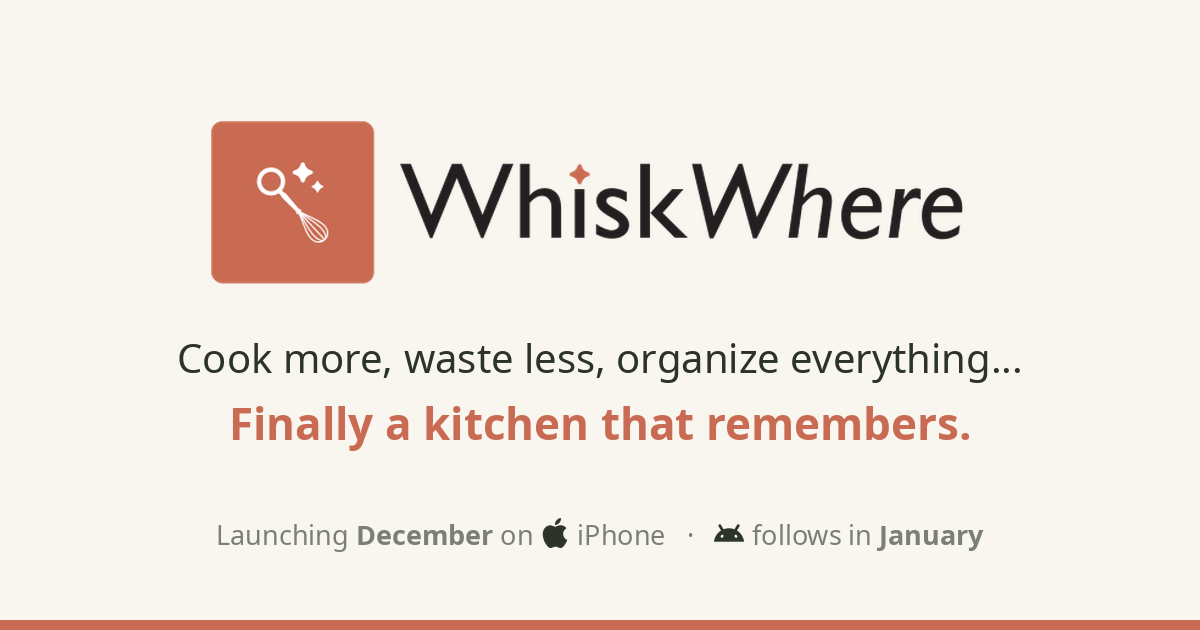 WhiskWhere
Cook more, waste less, organize everything...
Finally a kitchen that remembers.
Launching December on iPhone · follows in January